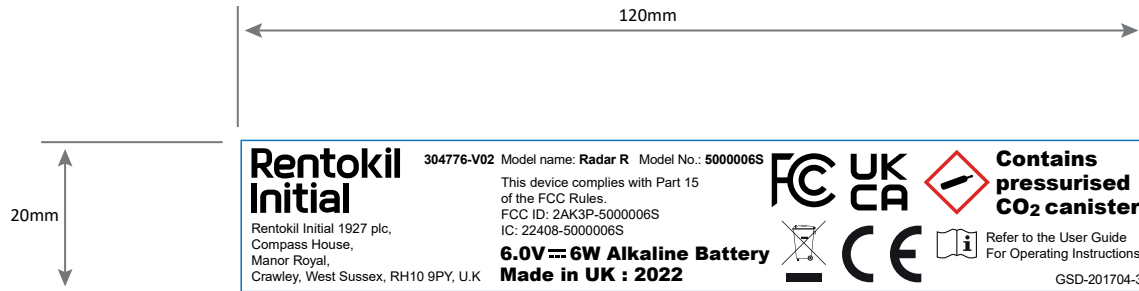 120mm
20mm
Rentokil
Initial
Rentokil Initial 1927 plc,
Compass House,
Manor Royal,
Crawley, West Sussex, RH10 9PY, U.K
304776-V02 Model name: Radar R Model No.: 5000006S
This device complies with Part 15
of the FCC Rules.
FCC ID: 2AK3P-5000006S
IC: 22408-5000006S
6.0V⎓6W Alkaline Battery
Made in UK : 2022
FC
UK
CA
CE
Contains
pressurised
CO₂ canister
i
Refer to the User Guide
For Operating Instructions
GSD-201704-3